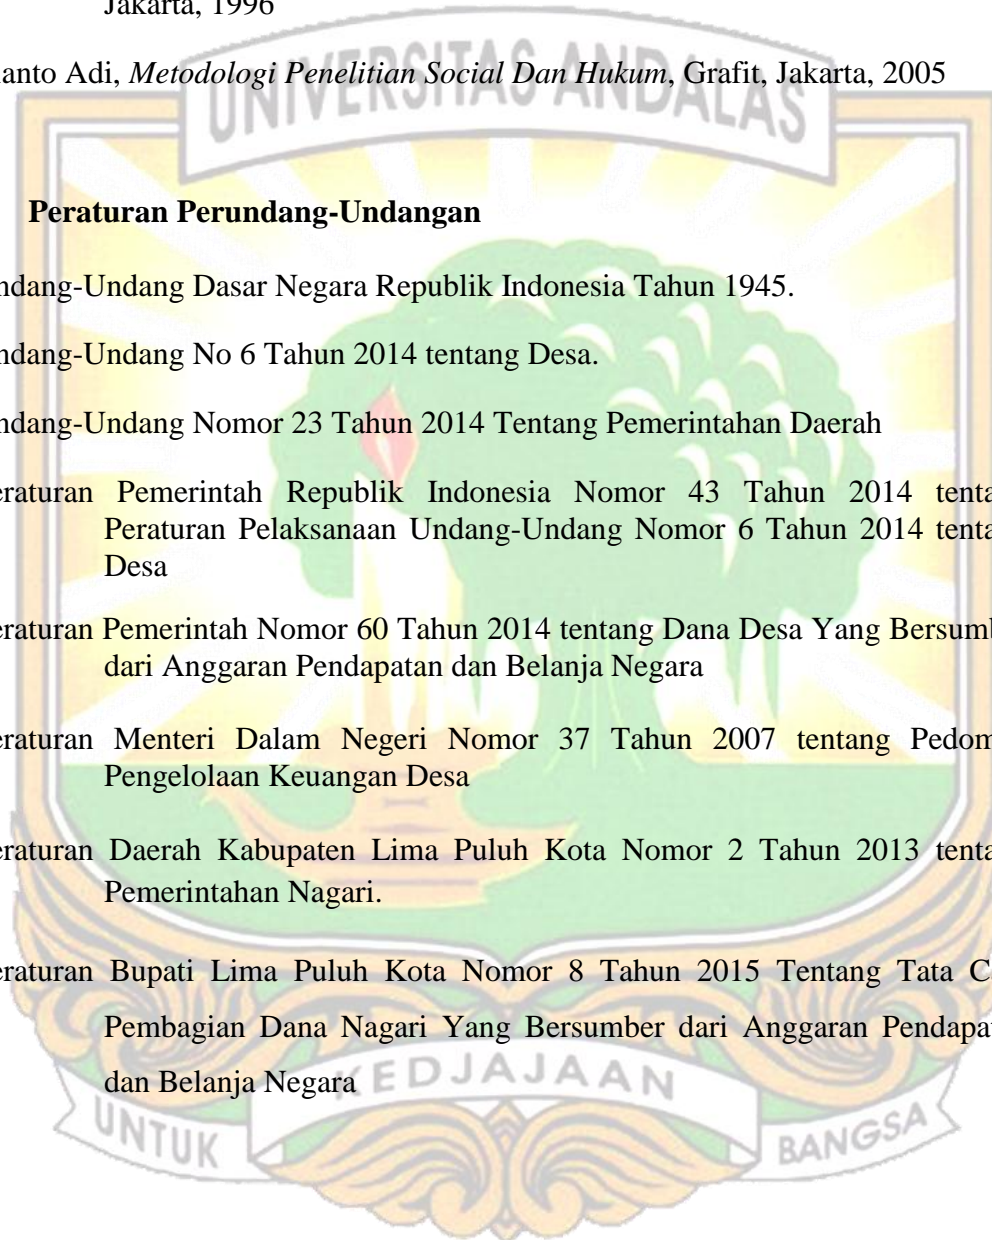 Jakarta, 1996
ianto Adi, Metodologi Penelitian Social Dan Hukum, Grafit, Jakarta, 2005
UNIVERSITAS ANDALAS
Peraturan Perundang-Undangan
ndang-Undang Dasar Negara Republik Indonesia Tahun 1945.
ndang-Undang No 6 Tahun 2014 tentang Desa.
ndang-Undang Nomor 23 Tahun 2014 Tentang Pemerintahan Daerah
eraturan Pemerintah Republik Indonesia Nomor 43 Tahun 2014 tenta
Peraturan Pelaksanaan Undang-Undang Nomor 6 Tahun 2014 tenta
Desa
eraturan Pemerintah Nomor 60 Tahun 2014 tentang Dana Desa Yang Bersumb
dari Anggaran Pendapatan dan Belanja Negara
eraturan Menteri Dalam Negeri Nomor 37 Tahun 2007 tentang Pedom
Pengelolaan Keuangan Desa
eraturan Daerah Kabupaten Lima Puluh Kota Nomor 2 Tahun 2013 tenta
Pemerintahan Nagari.
eraturan Bupati Lima Puluh Kota Nomor 8 Tahun 2015 Tentang Tata C
Pembagian Dana Nagari Yang Bersumber dari Anggaran Pendapa
dan Belanja Negara
UNTUK KEDJAJAAN BANGSA